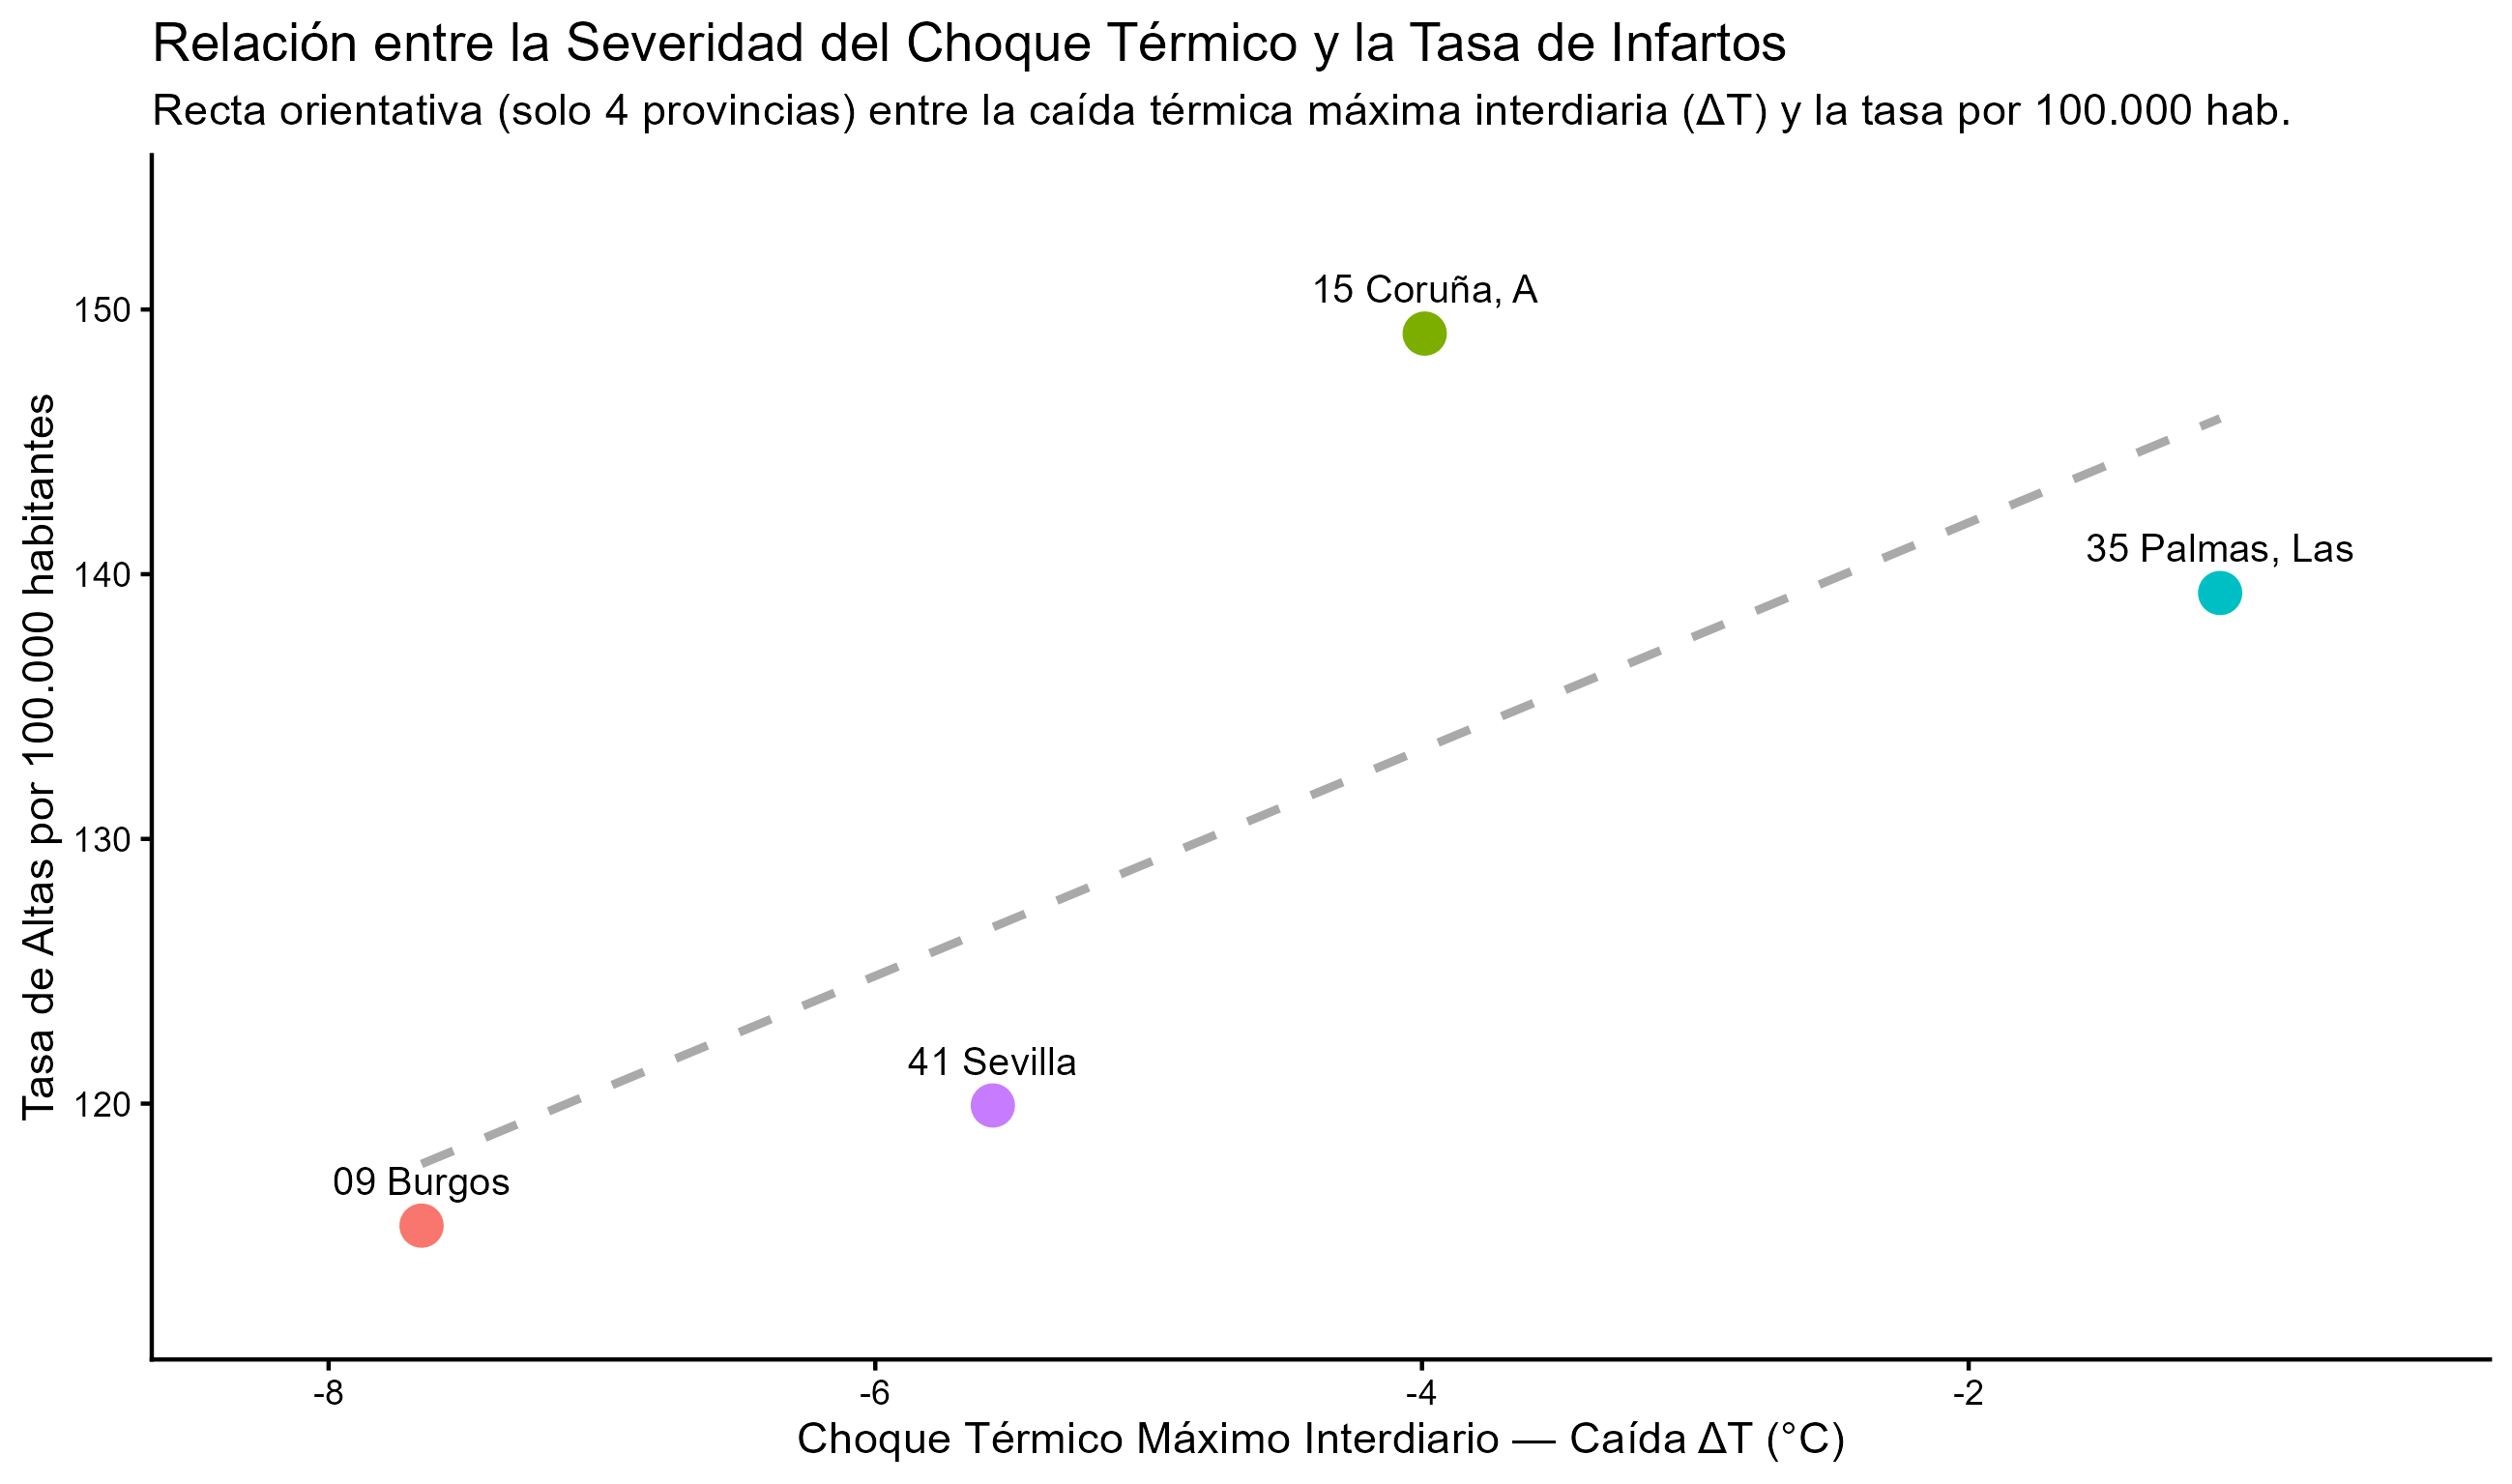 Relación entre la Severidad del Choque Térmico y la Tasa de Infartos
Recta orientativa (solo 4 provincias) entre la caída térmica máxima interdiaria (ΔT) y la tasa por 100.000 hab.
Tasa de Altas por 100.000 habitantes
150
140
130
120
15 Coruña, A
35 Palmas, Las
41 Sevilla
09 Burgos
-8
-6
-4
-2
Choque Térmico Máximo Interdiario — Caída ΔT (°C)